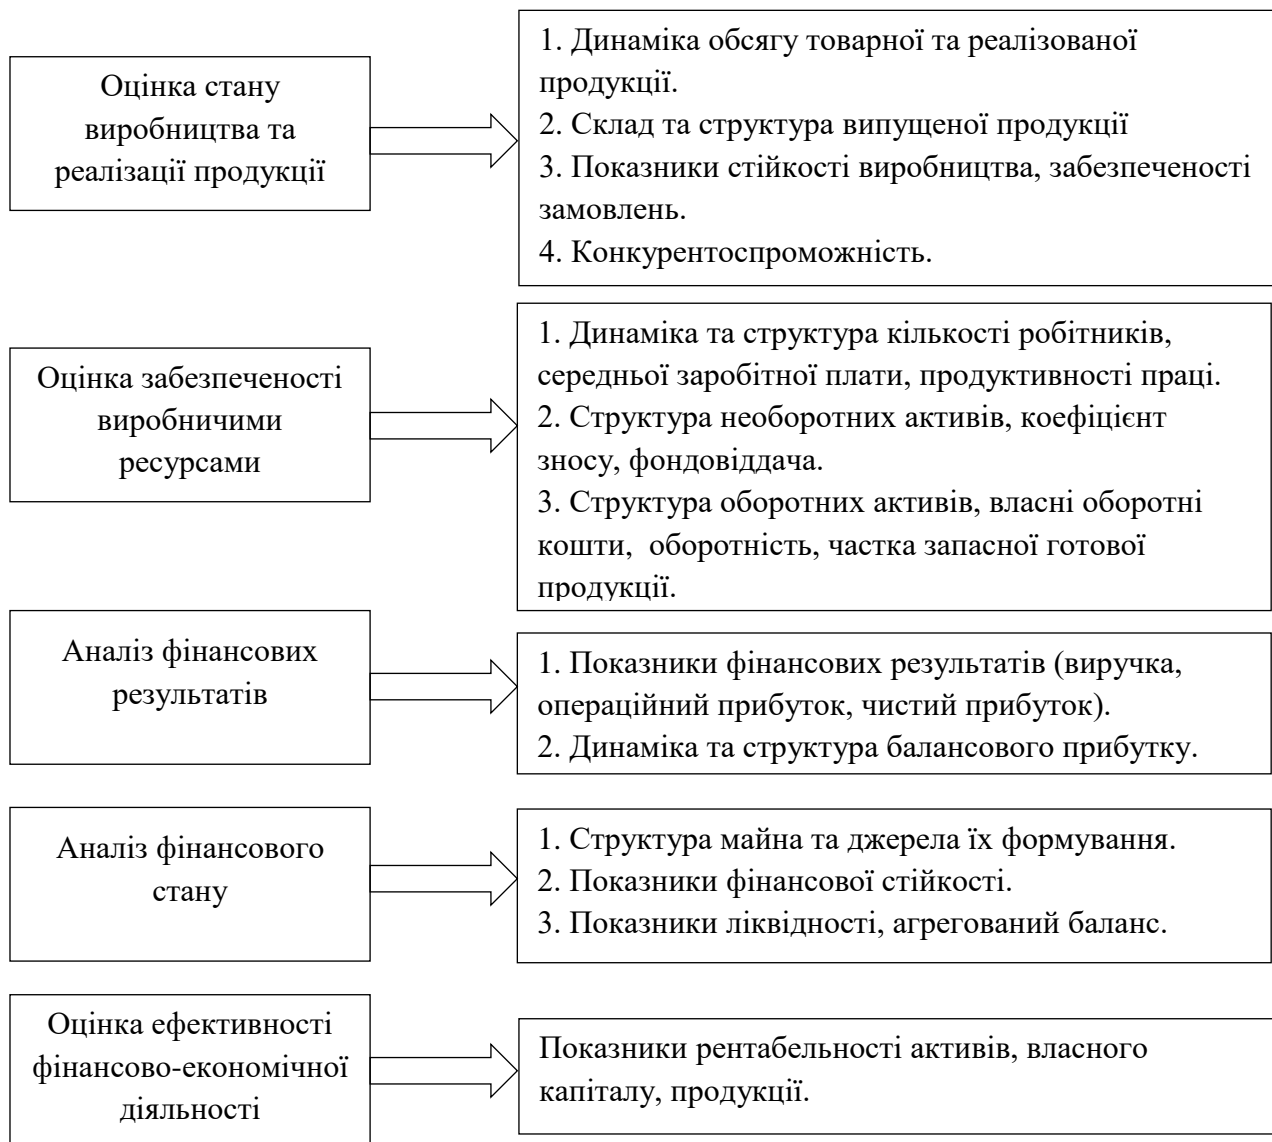 Оцінка стану
виробництва та
реалізації продукції
1. Динаміка обсягу товарної та реалізованої
продукції.
2. Склад та структура випущеної продукції
3. Показники стійкості виробництва, забезпеченості
замовлень.
4. Конкурентоспроможність.
Оцінка забезпеченості
виробничими
ресурсами
1. Динаміка та структура кількості робітників,
середньої заробітної плати, продуктивності праці.
2. Структура необоротних активів, коефіцієнт
зносу, фондовіддача.
3. Структура оборотних активів, власні оборотні
кошти,  оборотність, частка запасної готової
продукції.
Аналіз фінансових
результатів
1. Показники фінансових результатів (виручка,
операційний прибуток, чистий прибуток).
2. Динаміка та структура балансового прибутку.
Аналіз фінансового
стану
1. Структура майна та джерела їх формування.
2. Показники фінансової стійкості.
3. Показники ліквідності, агрегований баланс.
Оцінка ефективності
фінансово-економічної
діяльності
Показники рентабельності активів, власного
капіталу, продукції.